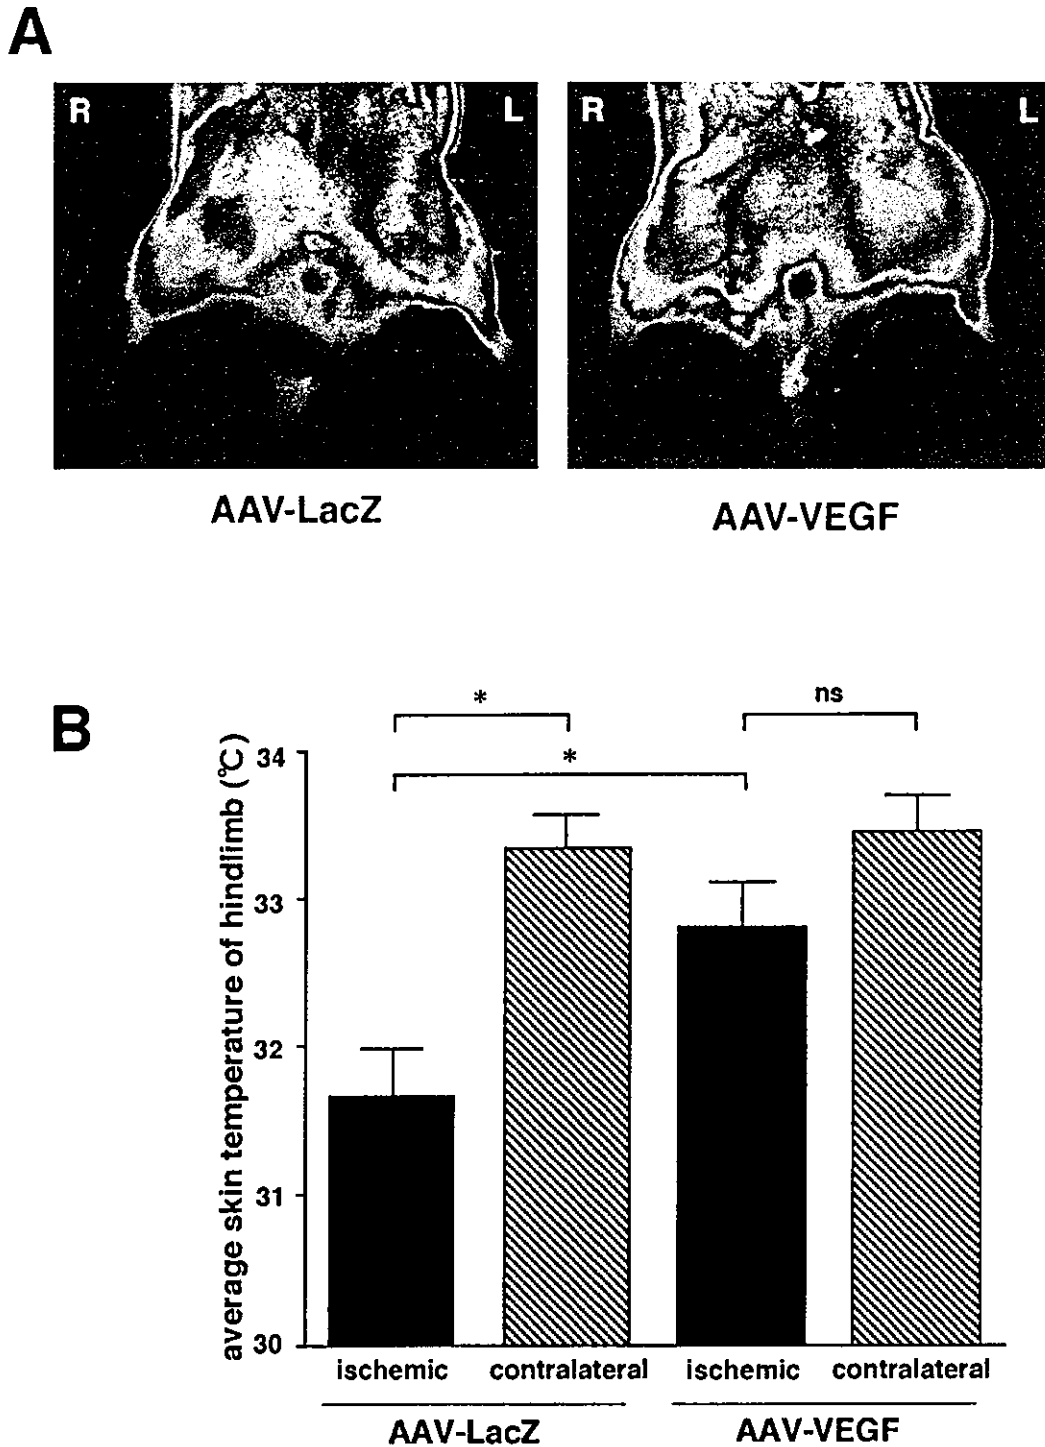 A
R L R L
AAV-LacZ AAV-VEGF
B
* ns
*
average skin temperature of hindlimb (℃)
34
33
32
31
30
ischemic contralateral ischemic contralateral
AAV-LacZ AAV-VEGF